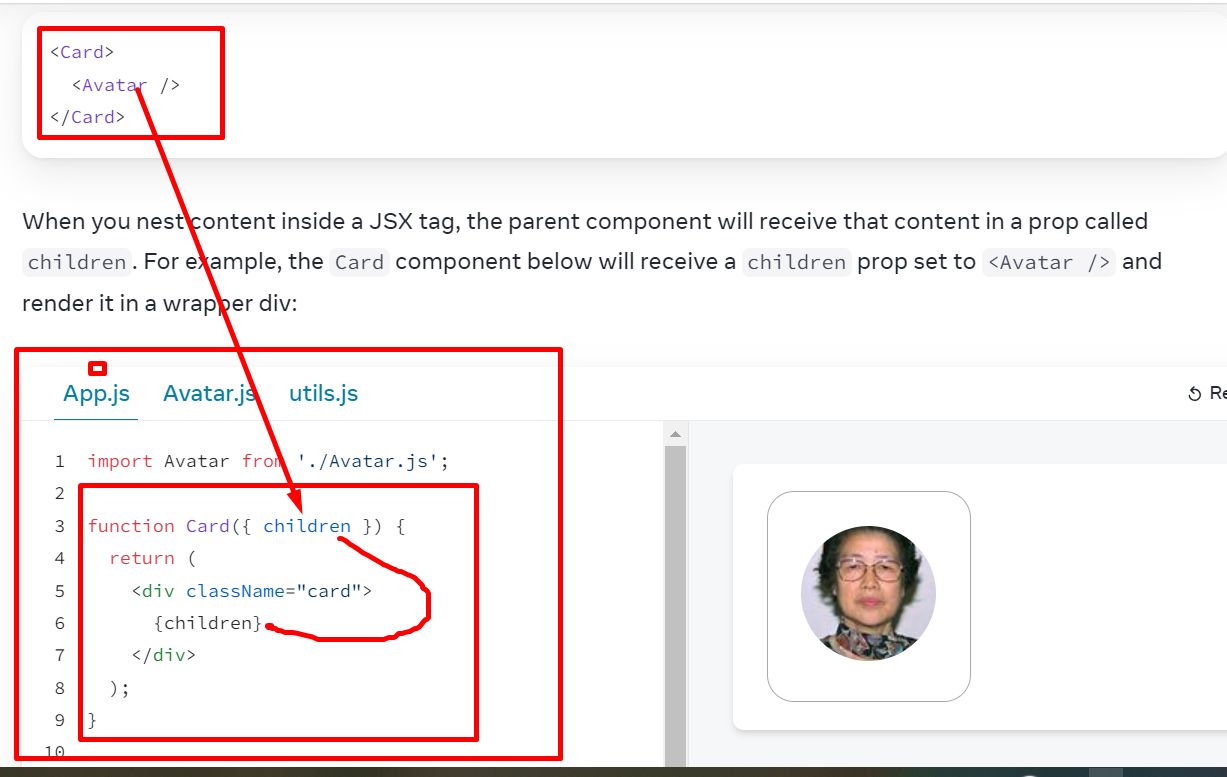 <Card>
<Avatar />
</Card>
When you nest content inside a JSX tag, the parent component will receive that content in a prop called
children. For example, the Card component below will receive a children prop set to <Avatar /> and
render it in a wrapper div:
App.js Avatar.js utils.js
1 import Avatar from './Avatar.js';
2
3 function Card({ children }) {
4 return (
5 <div className="card">
6 {children}
7 </div>
8 );
9 }
10